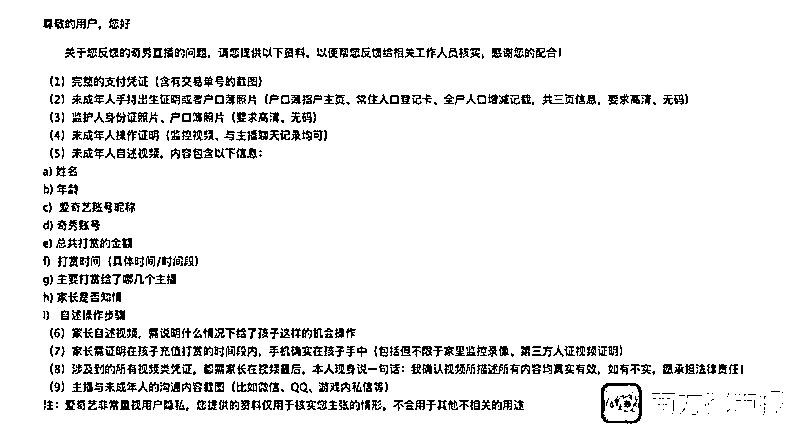 尊敬的用户，您好
关于您反馈的奇秀直播的问题，请您提供以下资料，以便帮您反馈给相关工作人员核实，感谢您的配合！
（1）完整的支付凭证（含有交易单号的截图）
（2）未成年人手持出生证明或者户口薄照片（户口薄指户主页、常住人口登记卡、全户人口增减记载，共三页信息，要求高清、无码）
（3）监护人身份证照片、户口薄照片（要求高清、无码）
（4）未成年人操作证明（监控视频、与主播聊天记录均可）
（5）未成年人自述视频，内容包含以下信息：
a) 姓名
b) 年龄
c) 爱奇艺账号昵称
d) 奇秀账号
e) 总共打赏的金额
f) 打赏时间（具体时间/时间段）
g) 主要打赏给了哪几个主播
h) 家长是否知情
i) 自述操作步骤
（6）家长自述视频，需说明什么情况下给了孩子这样的机会操作
（7）家长需证明在孩子充值打赏的时间段内，手机确实在孩子手中（包括但不限于家里监控录像、第三方人证视频证明）
（8）涉及到的所有视频类凭证，都需家长在视频最后，本人现身说一句话：我确认视频所描述所有内容均真实有效，如有不实，愿承担法律责任！
（9）主播与未成年人的沟通内容截图（比如微信、QQ、游戏内私信等）
注：爱奇艺非常重视用户隐私，您提供的资料仅用于核实您主张的情形，不会用于其他不相关的用途